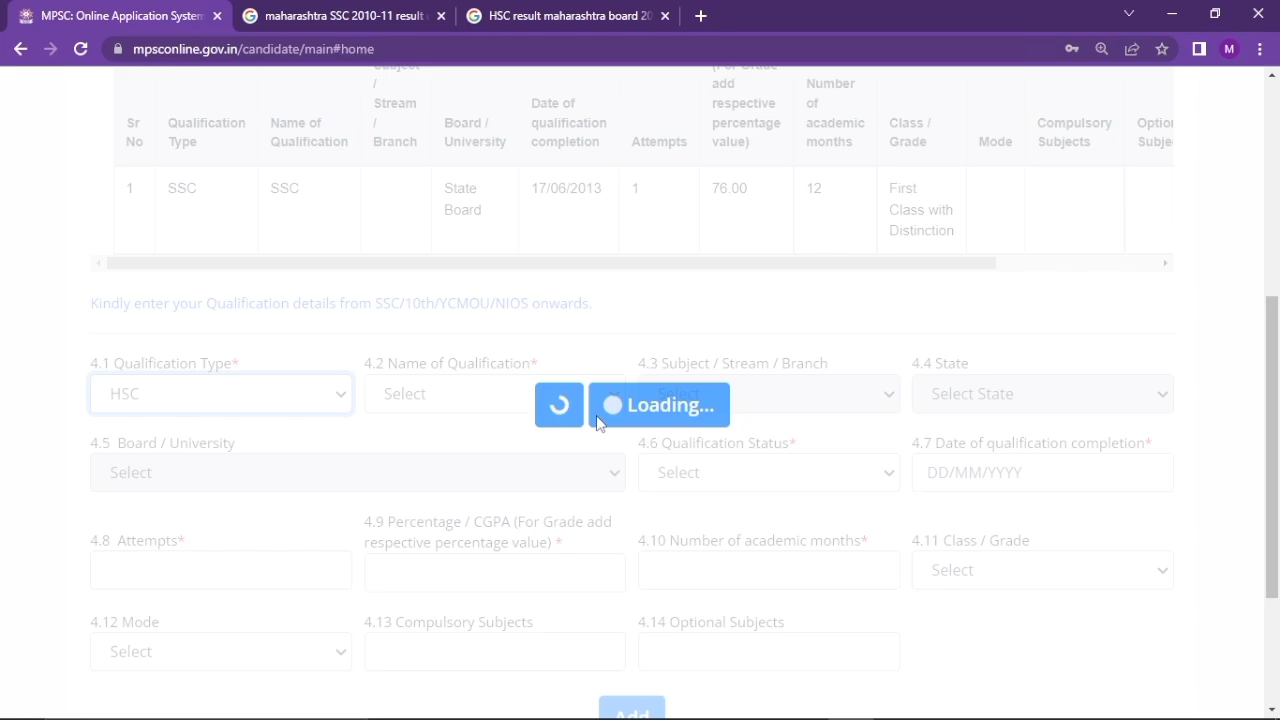 MPSC: Online Application System
maharashtra SSC 2010-11 result
HSC result maharashtra board 20
mpsconline.gov.in/candidate/main#home
M
Sr No
Qualification Type
Name of Qualification
Subject / Stream / Branch
Board / University
Date of qualification completion
Attempts
(For Grade add respective percentage value)
Number of academic months
Class / Grade
Mode
Compulsory Subjects
1
SSC
SSC
State Board
17/06/2013
1
76.00
12
First Class with Distinction
Kindly enter your Qualification details from SSC/10th/YCMOU/NIOS onwards.
4.1 Qualification Type* 4.2 Name of Qualification* 4.3 Subject / Stream / Branch 4.4 State
HSC Select Select Select State
Loading...
4.5 Board / University 4.6 Qualification Status* 4.7 Date of qualification completion*
Select Select DD/MM/YYYY
4.9 Percentage / CGPA (For Grade add
4.8 Attempts* respective percentage value) * 4.10 Number of academic months* 4.11 Class / Grade
Select
4.12 Mode 4.13 Compulsory Subjects 4.14 Optional Subjects
Select
Add